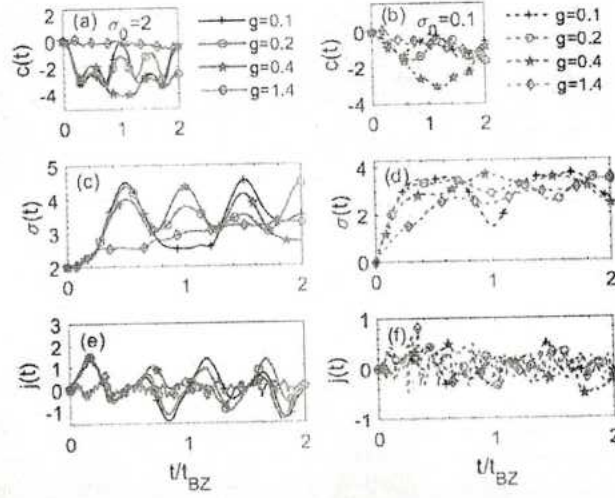 (a) σ₀=2
c(t)
0
-2
-4
0 1 2
g=0.1
g=0.2
g=0.4
g=1.4
(b) σ₀=0.1
c(t)
0
-2
-4
0 1 2
g=0.1
g=0.2
g=0.4
g=1.4
(c)
σ(t)
5
4
3
2
0 1 2
(d)
σ(t)
4
2
0
0 1 2
(e)
j(t)
3
2
1
0
-1
0 1 2
t/t_BZ
(f)
j(t)
1
0
-1
0 1 2
t/t_BZ